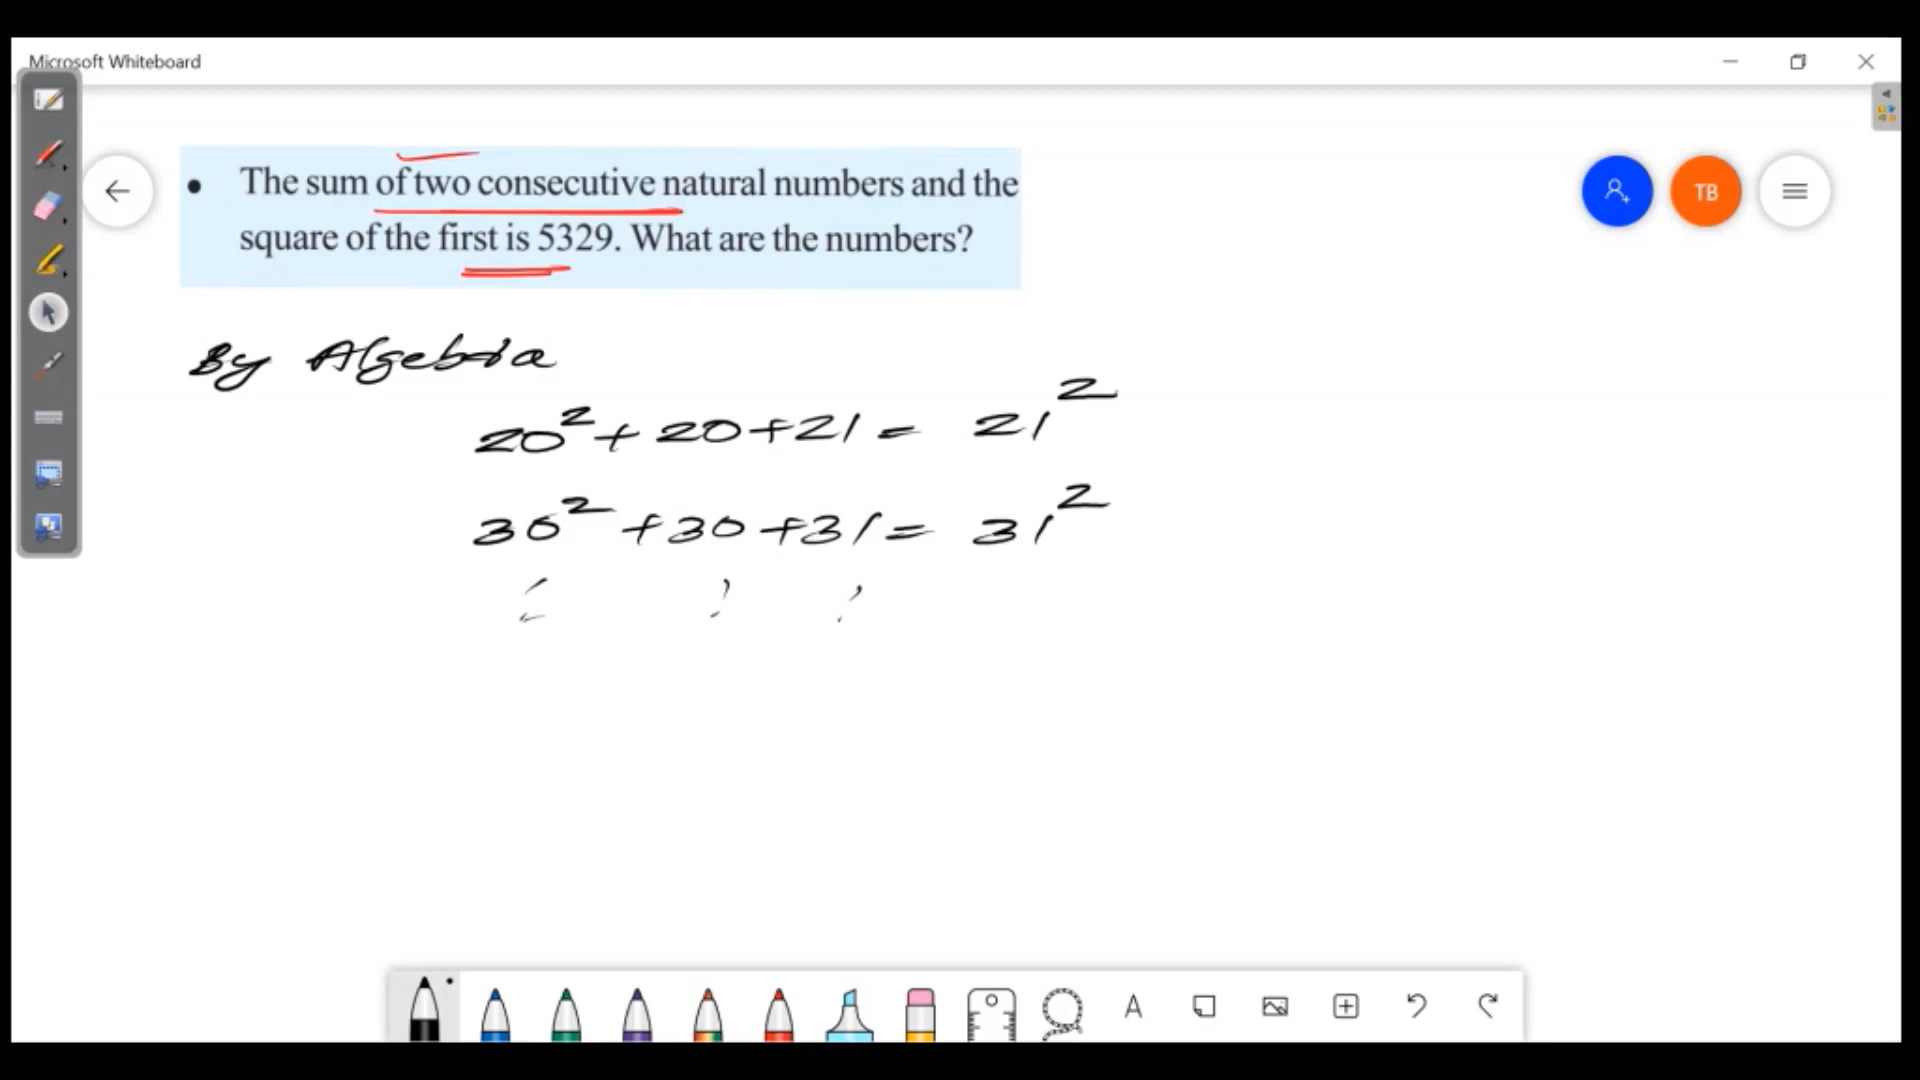 Microsoft Whiteboard
TB
• The sum of two consecutive natural numbers and the
square of the first is 5329. What are the numbers?
By Algebra
20² + 20 + 21 = 21²
30² + 30 + 31 = 31²
A